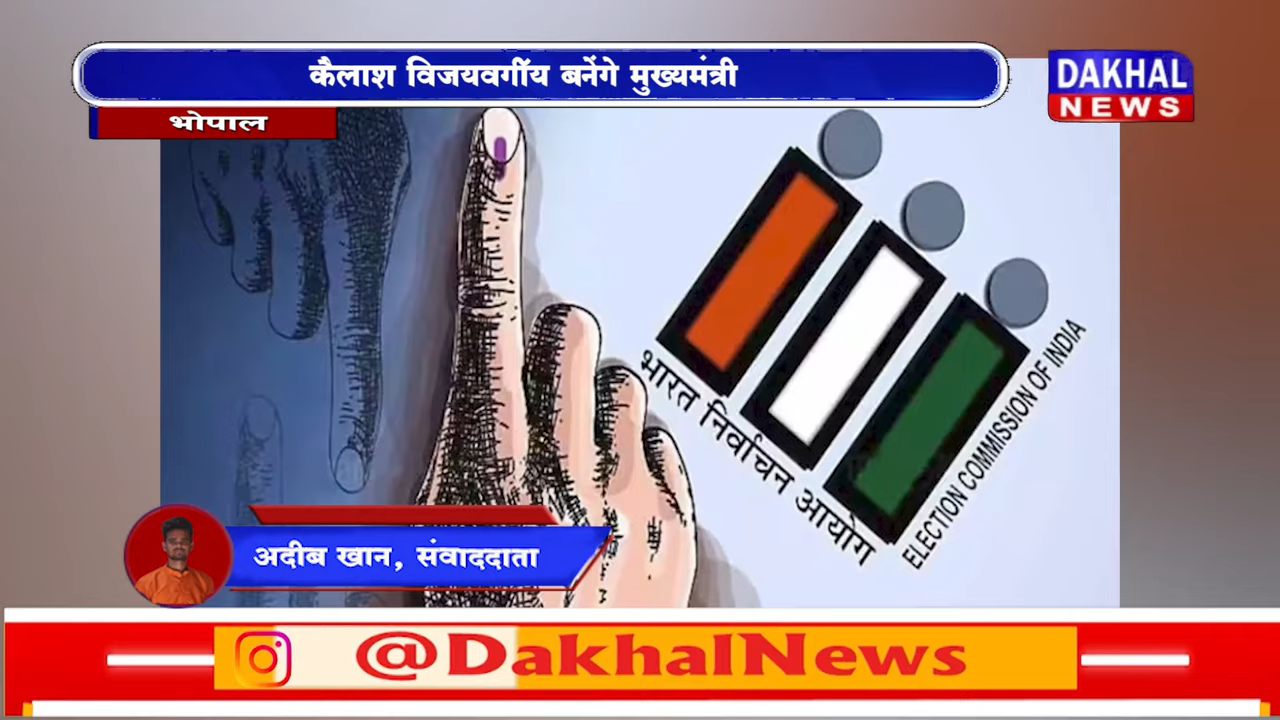 कैलाश विजयवर्गीय बनेंगे मुख्यमंत्री
DAKHAL
NEWS
भोपाल
भारत निर्वाचन आयोग
ELECTION COMMISSION OF INDIA
अदीब खान, संवाददाता
@DakhalNews